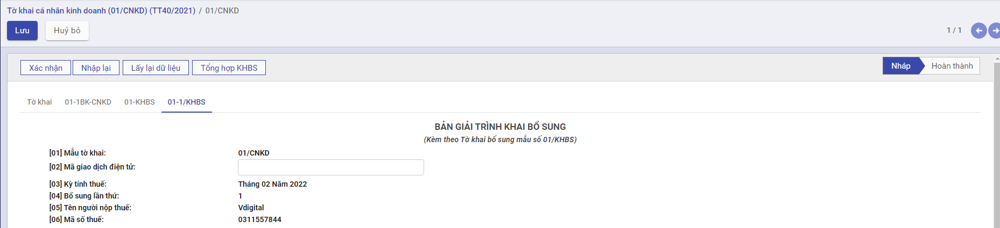 Tờ khai cá nhân kinh doanh (01/CNKD) (TT40/2021) / 01/CNKD
Lưu Huỷ bỏ 1 / 1
Xác nhận Nhập lại Lấy lại dữ liệu Tổng hợp KHBS Nháp Hoàn thành
Tờ khai 01-1BK-CNKD 01-KHBS 01-1/KHBS
BẢN GIẢI TRÌNH KHAI BỔ SUNG
(Kèm theo Tờ khai bổ sung mẫu số 01/KHBS)
[01] Mẫu tờ khai: 01/CNKD
[02] Mã giao dịch điện tử:
[03] Kỳ tính thuế: Tháng 02 Năm 2022
[04] Bổ sung lần thứ: 1
[05] Tên người nộp thuế: Vdigital
[06] Mã số thuế: 0311557844